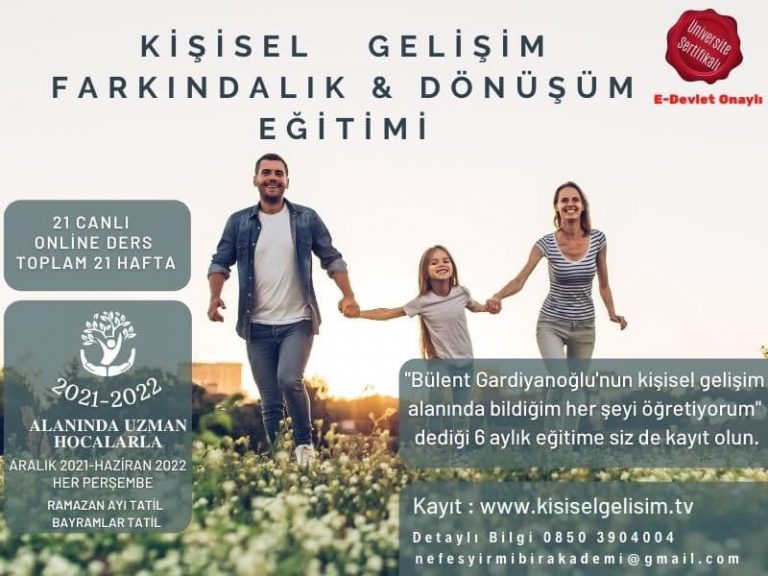 KİŞİSEL GELİŞİM
FARKINDALIK & DÖNÜŞÜM
EĞİTİMİ
Üniversite
Sertifikalı
E-Devlet Onaylı
21 CANLI
ONLİNE DERS
TOPLAM 21 HAFTA
2021-2022
ALANINDA UZMAN
HOCALARLA
ARALIK 2021-HAZİRAN 2022
HER PERŞEMBE
RAMAZAN AYI TATİL
BAYRAMLAR TATİL
"Bülent Gardiyanoğlu'nun kişisel gelişim
alanında bildiğim her şeyi öğretiyorum"
dediği 6 aylık eğitime siz de kayıt olun.
Kayıt : www.kisiselgelisim.tv
Detaylı Bilgi 0850 3904004
nefesyirmibirakademi@gmail.com